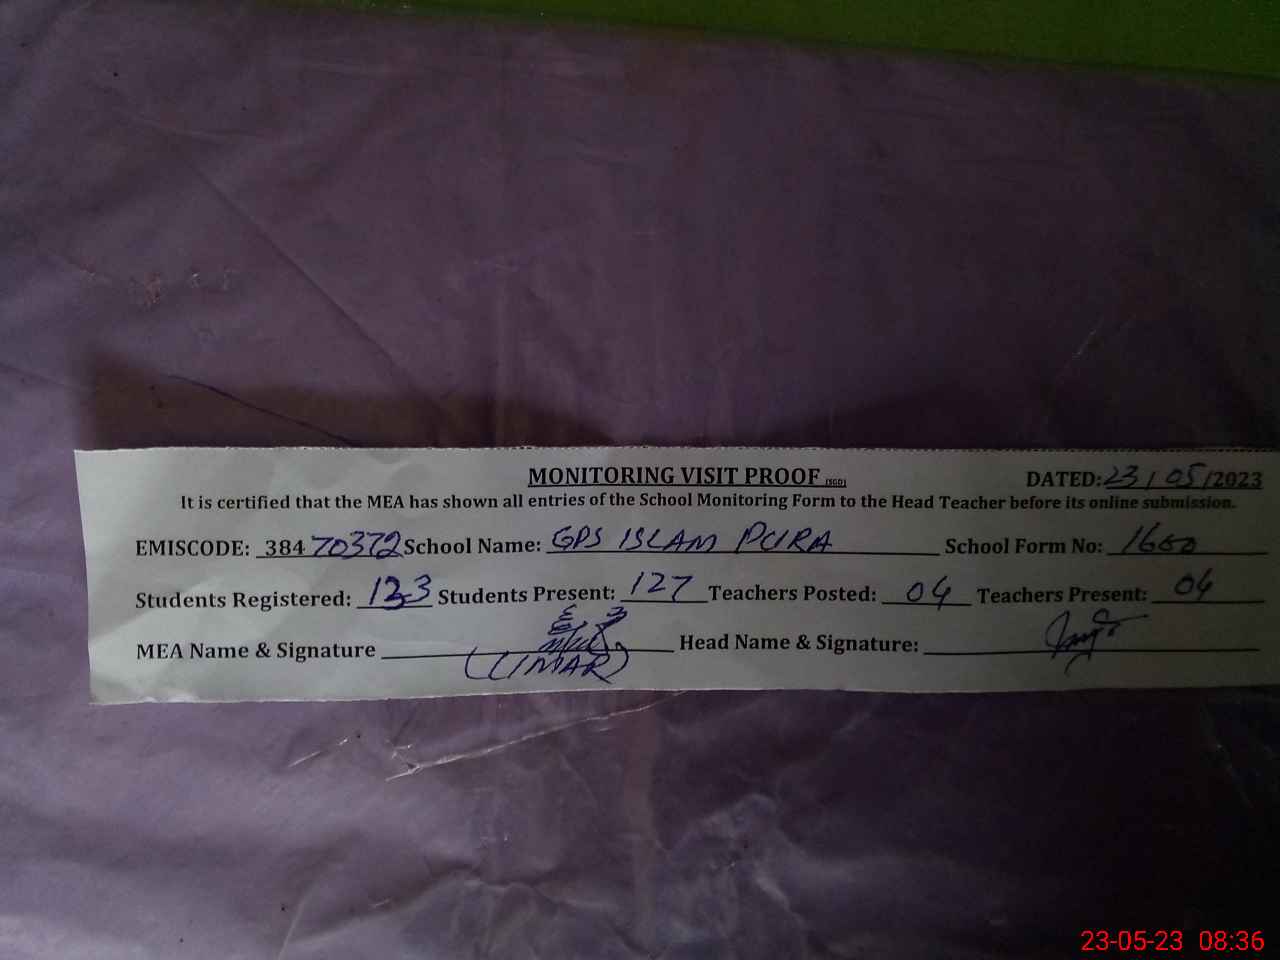 MONITORING VISIT PROOF (SGD) DATED: 23/05/2023
It is certified that the MEA has shown all entries of the School Monitoring Form to the Head Teacher before its online submission.
EMISCODE: 38470372 School Name: GPS ISLAM PURA School Form No: 1660
Students Registered: 133 Students Present: 127 Teachers Posted: 04 Teachers Present: 04
MEA Name & Signature Head Name & Signature:
(UMAR)
23-05-23 08:36